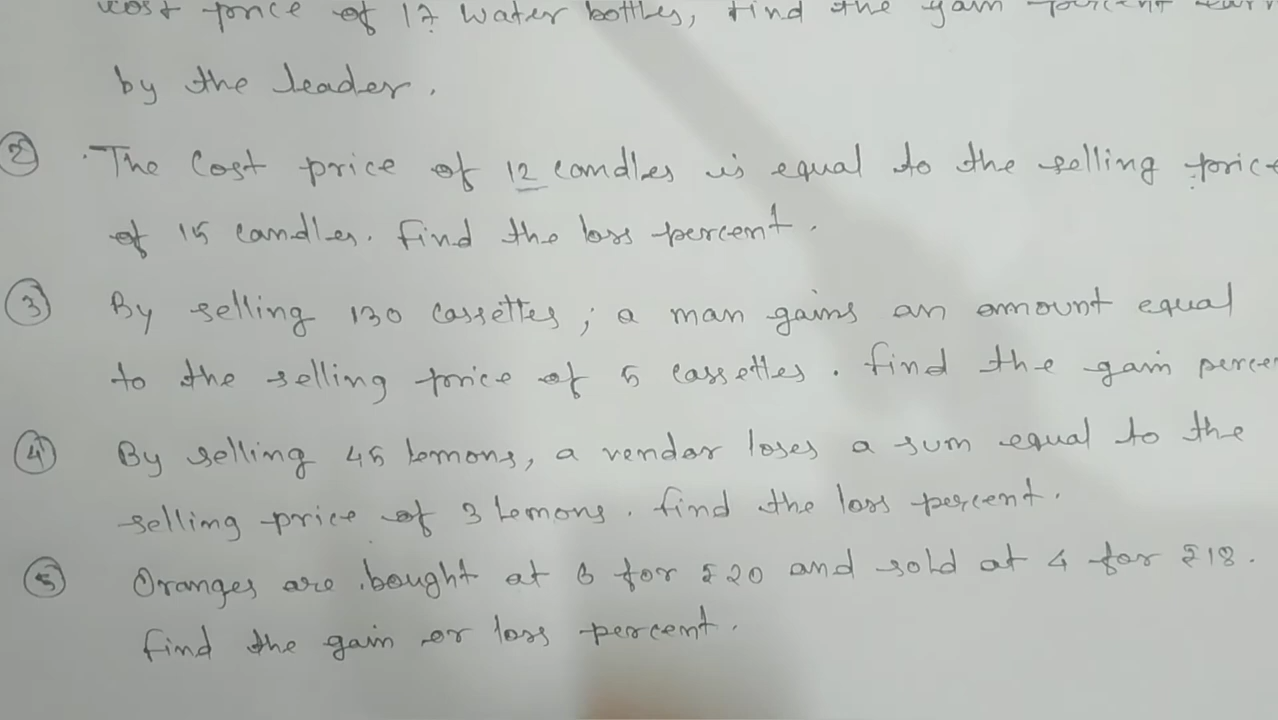 cost price of 17 water bottles, find the gain percent
by the leader.
② The Cost price of 12 candles is equal to the selling price
of 15 candles. Find the loss percent.
③ By selling 130 cassettes, a man gains an amount equal
to the selling price of 5 cassettes. find the gain percen
④ By selling 45 lemons, a vendor loses a sum equal to the
selling price of 3 lemons. find the loss percent.
⑤ Oranges are bought at 6 for ₹20 and sold at 4 for ₹18.
find the gain or loss percent.